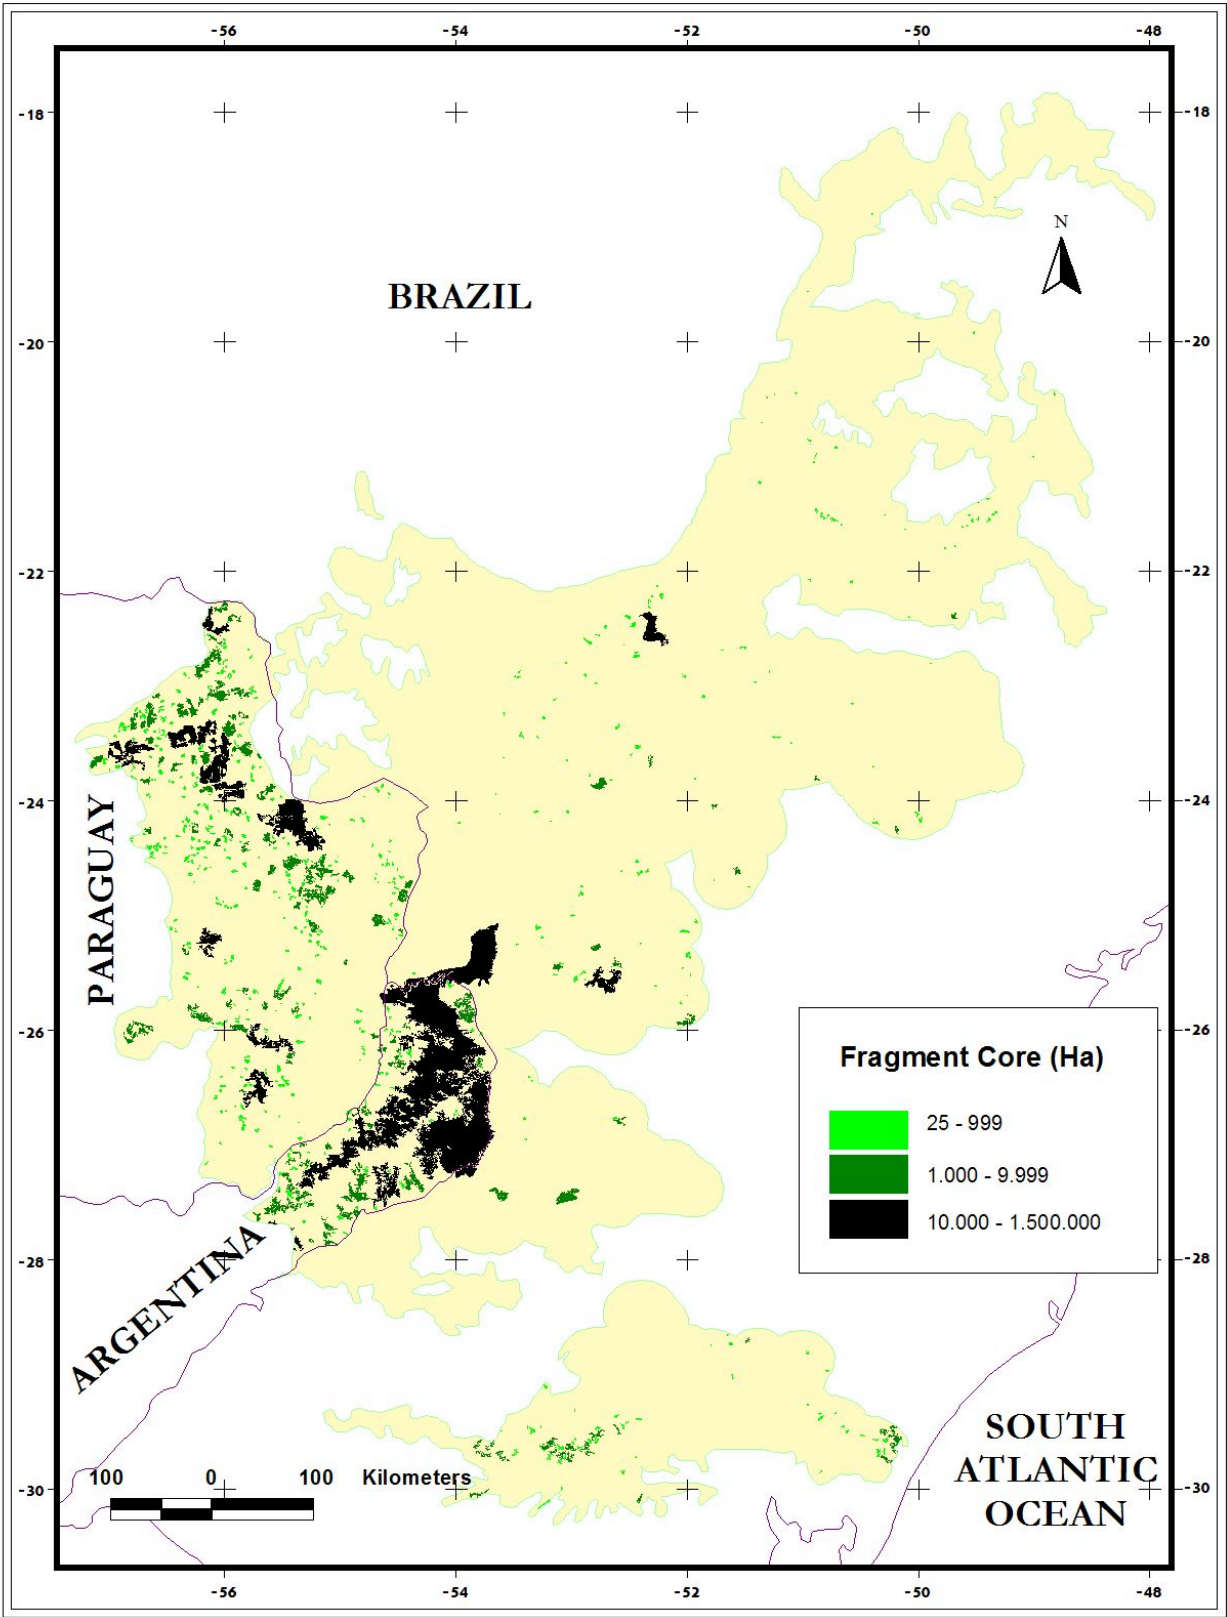 -56 -54 -52 -50 -48
-18 -18
N
BRAZIL
-20 -20
-22 -22
-24 -24
PARAGUAY
-26 -26
Fragment Core (Ha)
25 - 999
1.000 - 9.999
10.000 - 1.500.000
-28 -28
ARGENTINA
SOUTH
ATLANTIC
OCEAN
100 0 100 Kilometers
-30 -30
-56 -54 -52 -50 -48